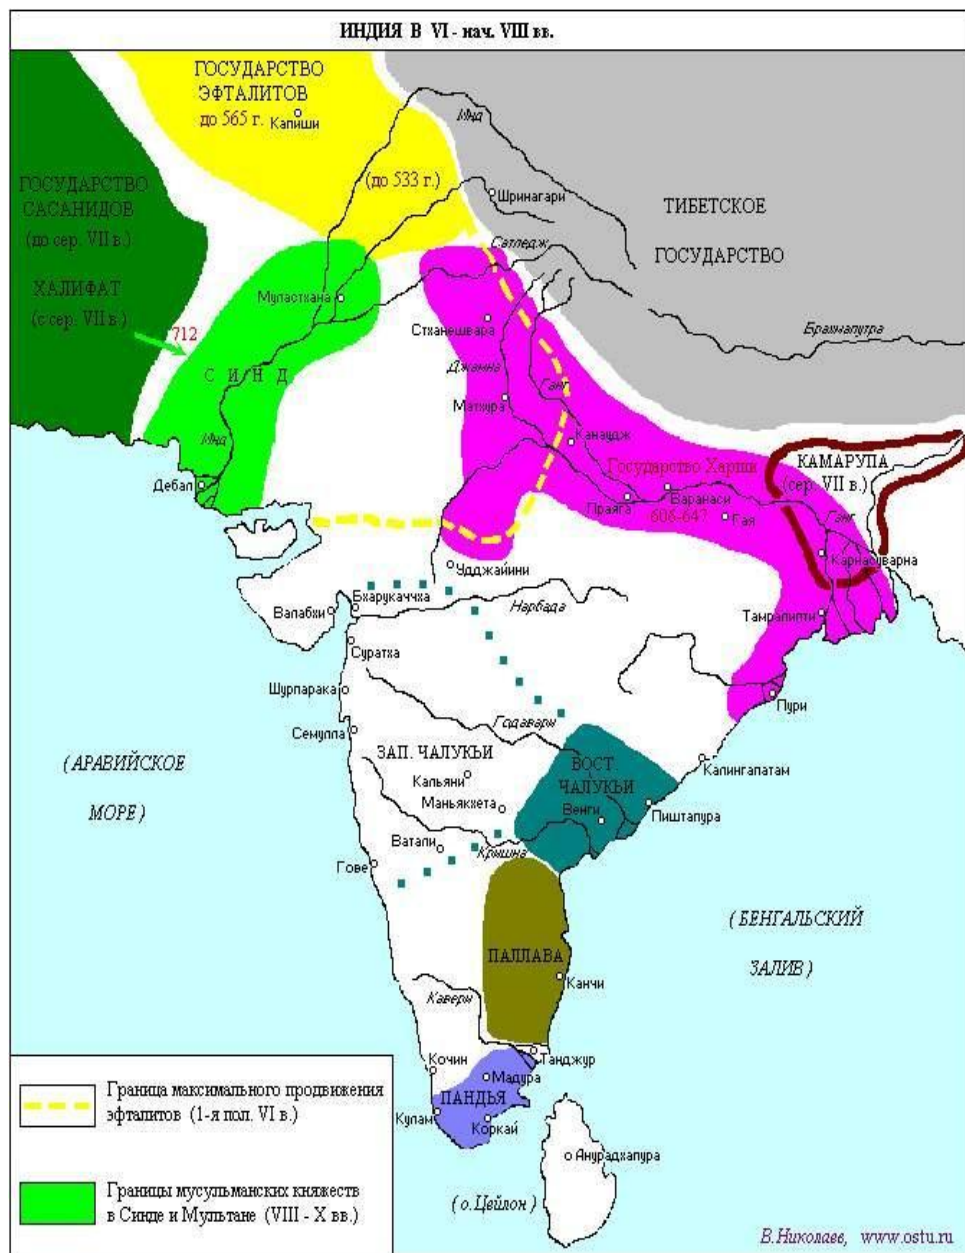 ИНДИЯ В VI - нач. VIII вв.
ГОСУДАРСТВО
ЭФТАЛИТОВ
до 565 г.
Капиши
Инд
(до 533 г.)
Шринагари
ГОСУДАРСТВО
САСАНИДОВ
(до сер. VII в.)
ТИБЕТСКОЕ
ГОСУДАРСТВО
Сатледж
ХАЛИФАТ
(с сер. VII в.)
Муластхана
712
Стханешвара
Брахмапутра
СИНД
Джамна
Ганг
Матхура
Инд
Канаудж
КАМАРУПА
(сер. VII в.)
Государство Харши
Дебал
Праяга
Варанаси
606-647
Гая
Ганг
Карнасуварна
Удджайини
Бхарукаччха
Валабхи
Нарбада
Тамралипти
Суратха
Шурпарака
Пури
Семулла
Годавари
ЗАП. ЧАЛУКЬИ
Кальяни
Маньякхета
ВОСТ.
ЧАЛУКЬИ
Венги
Калингапатам
Пиштапура
(АРАВИЙСКОЕ
МОРЕ)
Ватапи
Кришна
Гове
(БЕНГАЛЬСКИЙ
ЗАЛИВ)
ПАЛЛАВА
Канчи
Кавери
Танджур
Кочин
Мадура
ПАНДЬЯ
Кулам
Коркай
Анурадхапура
(о.Цейлон)
Граница максимального продвижения
эфталитов (1-я пол. VI в.)
Границы мусульманских княжеств
в Синде и Мультане (VIII - X вв.)
В.Николаев, www.ostu.ru